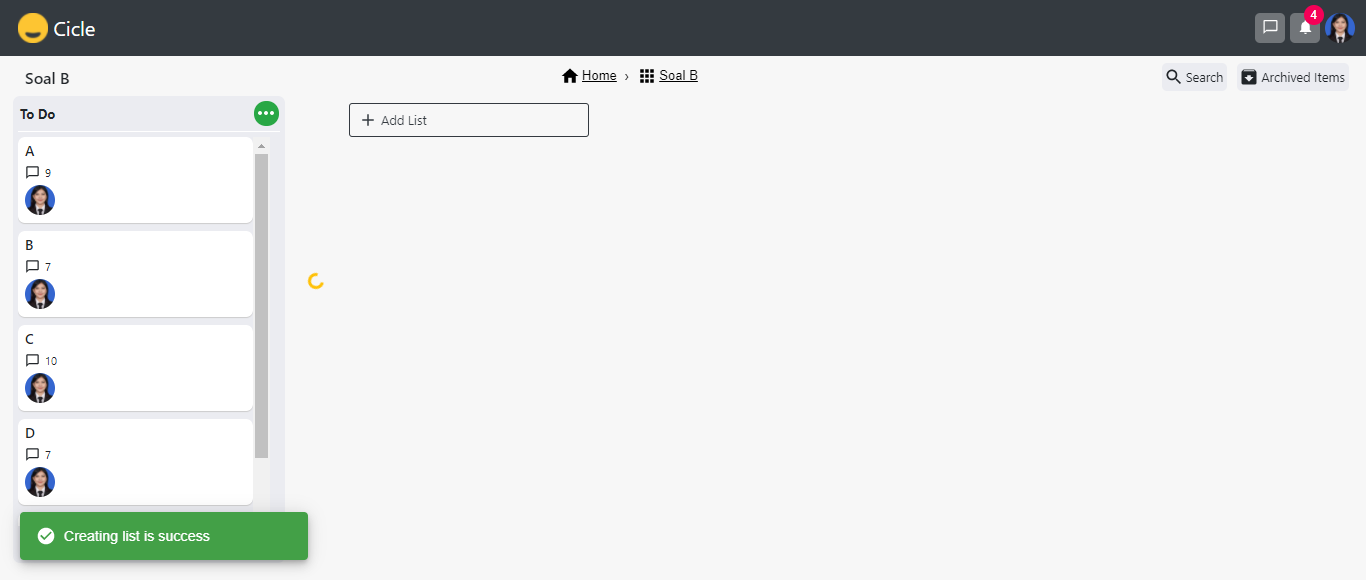 Cicle
4
Soal B
Home › Soal B
Search
Archived Items
To Do
Add List
A
9
B
7
C
10
D
7
Creating list is success